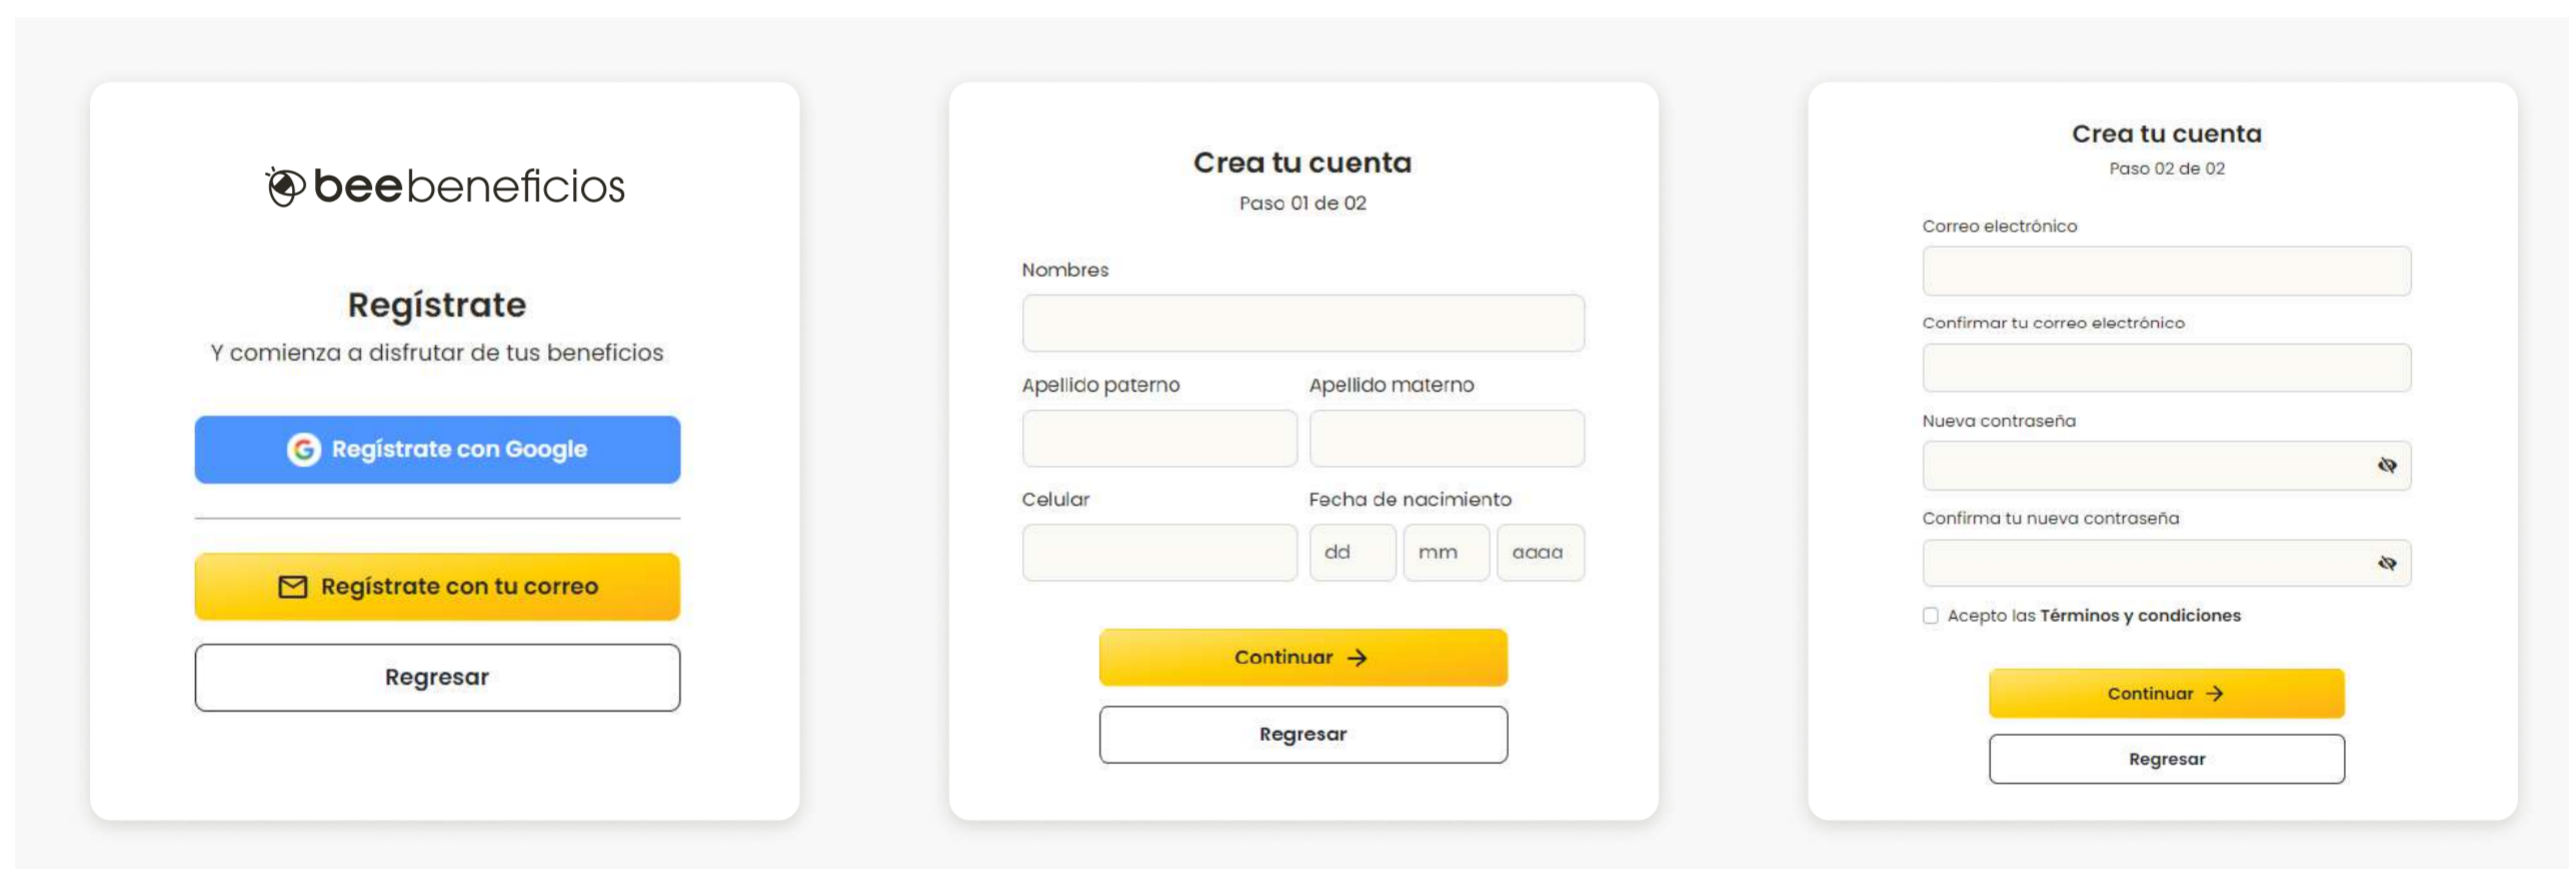 beebeneficios
Regístrate
Y comienza a disfrutar de tus beneficios
Regístrate con Google
Regístrate con tu correo
Regresar
Crea tu cuenta
Paso 01 de 02
Nombres
Apellido paterno Apellido materno
Celular Fecha de nacimiento
dd mm aaaa
Continuar →
Regresar
Crea tu cuenta
Paso 02 de 02
Correo electrónico
Confirmar tu correo electrónico
Nueva contraseña
Confirma tu nueva contraseña
Acepto las Términos y condiciones
Continuar →
Regresar